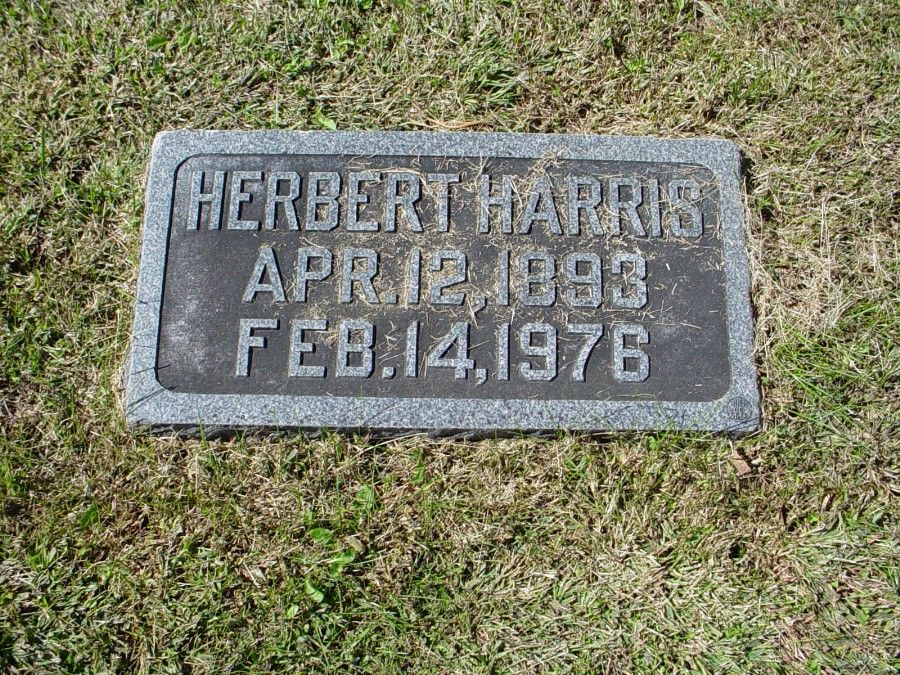 HERBERT HARRIS
APR. 12, 1893
FEB. 14, 1976